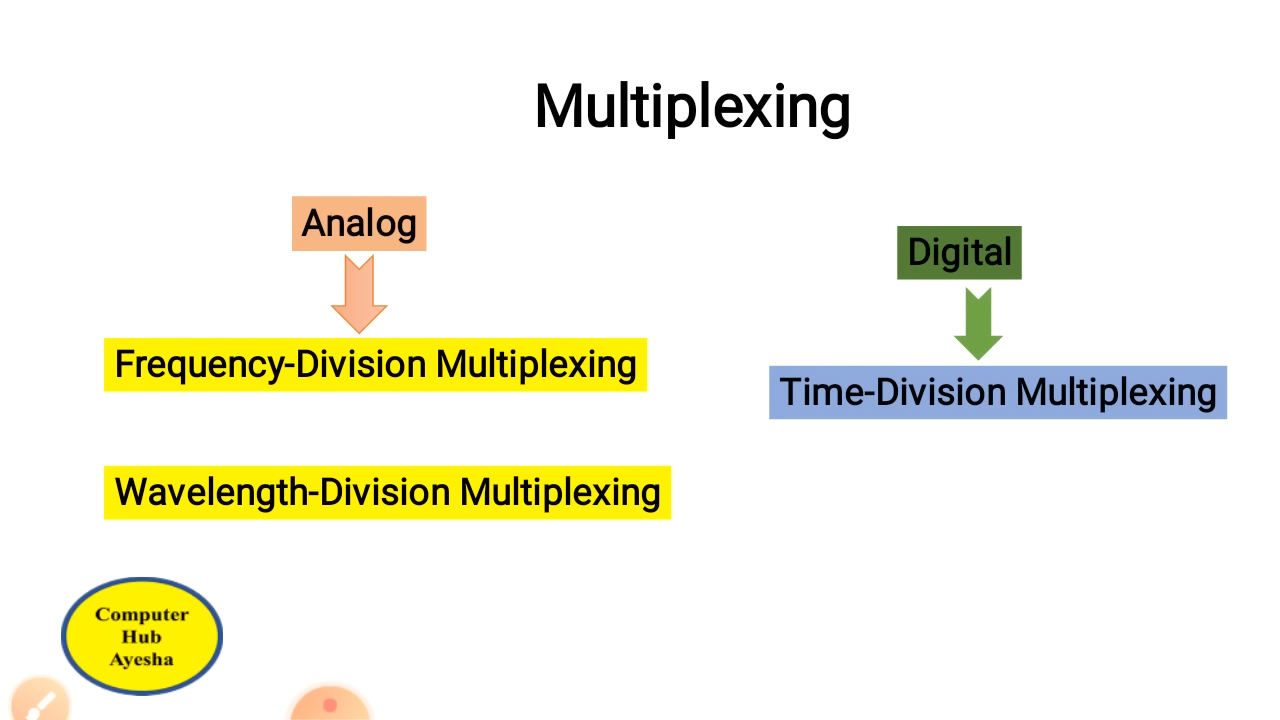 Multiplexing
Analog
Digital
Frequency-Division Multiplexing
Time-Division Multiplexing
Wavelength-Division Multiplexing
Computer
Hub
Ayesha